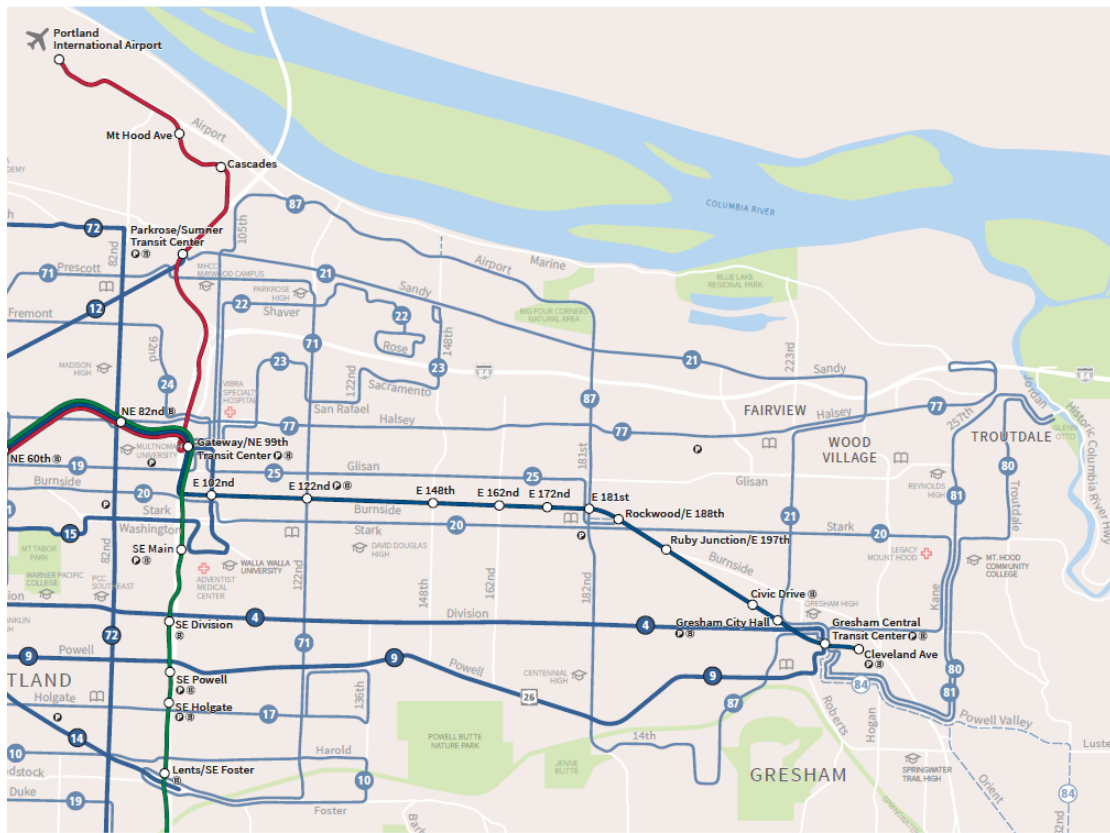 Portland
International Airport
Mt Hood Ave
Airport
Cascades
COLUMBIA RIVER
87
72
Parkrose/Sumner
Transit Center
P B
82nd
105th
71
Prescott
MHCC
MAYWOOD CAMPUS
21
Airport
Marine
Sandy
PARKROSE
HIGH
BLUE LAKE
REGIONAL PARK
12
Fremont
22
Shaver
22
BIG FOUR CORNERS
NATURAL AREA
Rose
148th
92nd
71
223rd
21
Sandy
MADISON
HIGH
23
23
84
84
24
VIBRA
SPECIALTY
HOSPITAL
122nd
Sacramento
87
Jordan
NE 82nd B
San Rafael
Halsey
77
77
FAIRVIEW
Halsey
77
257th
Historic Columbia River Hwy
GLENN
OTTO
TROUTDALE
MULTNOMAH
UNIVERSITY
P
Gateway/NE 99th
Transit Center P B
NE 60th B
19
Glisan
25
25
181st
P
Glisan
WOOD
VILLAGE
80
REYNOLDS
HIGH
81
Troutdale
Burnside
20
E 102nd
E 122nd P B
E 148th
E 162nd
E 172nd
E 181st
P
Stark
Burnside
Rockwood/E 188th
Washington
15
Stark
20
21
Stark
20
P
82nd
SE Main
P B
DAVID DOUGLAS
HIGH
Ruby Junction/E 197th
LEGACY
MOUNT HOOD
MT TABOR
PARK
WALLA WALLA
UNIVERSITY
Burnside
MT. HOOD
COMMUNITY
COLLEGE
WARNER PACIFIC
COLLEGE
PCC
SOUTHEAST
ADVENTIST
MEDICAL
CENTER
122nd
148th
162nd
182nd
Civic Drive B
GRESHAM HIGH
Kane
SE Division
B
4
Division
4
Gresham City Hall
P B
Gresham Central
Transit Center P B
72
71
9
Powell
9
Powell
CENTENNIAL
HIGH
9
Cleveland Ave
P B
80
TLAND
SE Powell
P B
136th
26
84
81
Holgate
SE Holgate
P B
17
87
Roberts
Hogan
Powell Valley
P
14
14th
POWELL BUTTE
NATURE PARK
10
Harold
JENNE
BUTTE
GRESHAM
SPRINGWATER
TRAIL HIGH
Orient
Lents/SE Foster
B
10
Duke
19
Foster
84